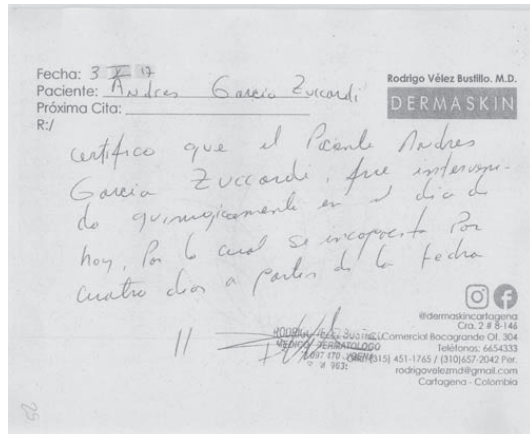 Fecha: 3 V 17
Paciente: Andres Garcia Zuccardi
Próxima Cita:
R:/
Rodrigo Vélez Bustillo. M.D.
DERMASKIN
certifico que el Paciente Andres
Garcia Zuccardi, fue interveni-
do quirurgicamente en el dia de
hoy, Por lo cual se incapacita Por
cuatro dias a partir de la fecha
@dermaskincartagena
Cra. 2 # 8-146
Comercial Bocagrande Of. 304
Teléfonos: 6654333
(315) 451-1765 / (310)657-2042 Per.
rodrigovelezmd@gmail.com
Cartagena - Colombia
MEDICO DERMATOLOGO